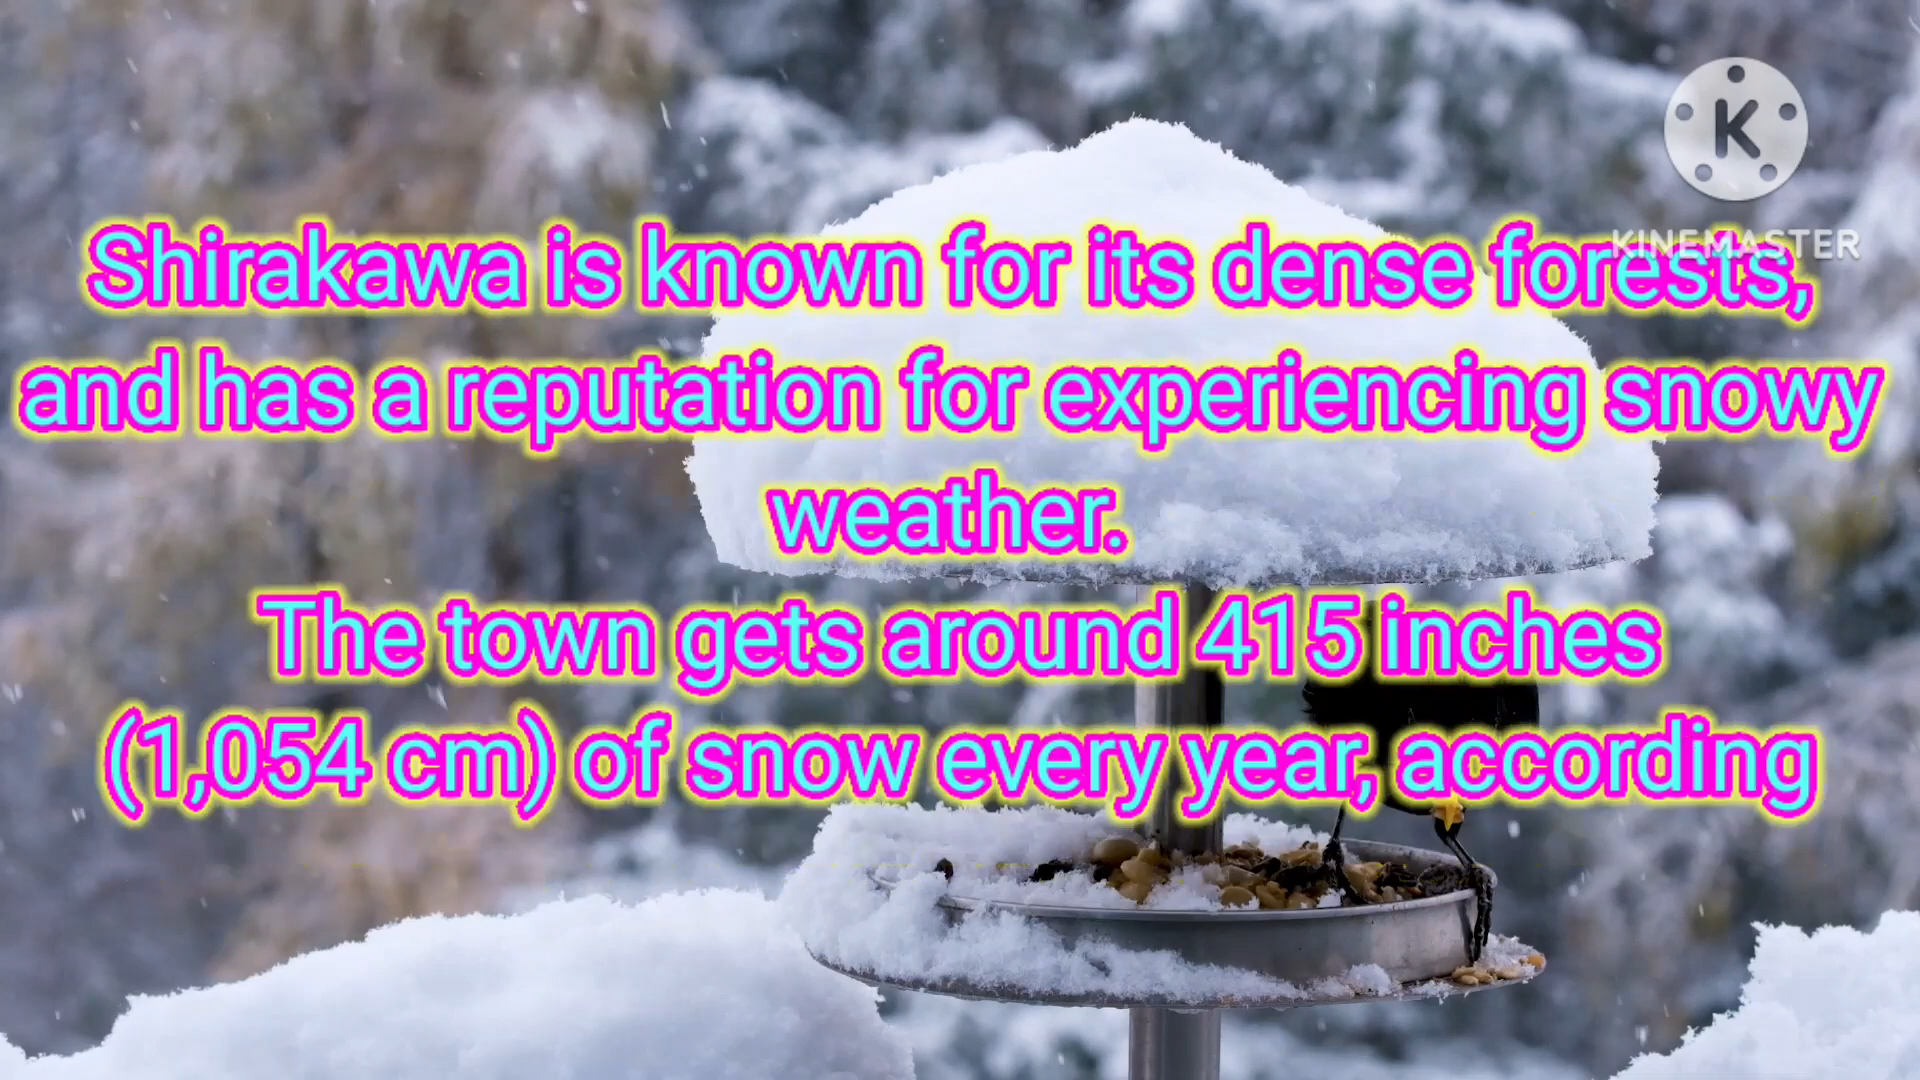 K
KINEMASTER
Shirakawa is known for its dense forests,
and has a reputation for experiencing snowy
weather.
The town gets around 415 inches
(1,054 cm) of snow every year, according